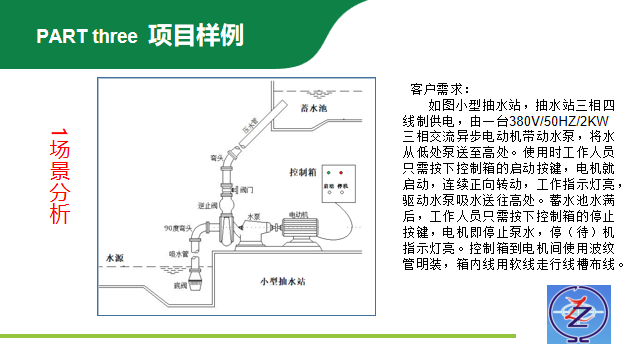 PART three 项目样例
1场景分析
蓄水池
压水管
弯头
控制箱
启动 停机
阀门
逆止阀
90度弯头
水泵
电动机
水源
吸水管
底阀
小型抽水站
客户需求：
如图小型抽水站，抽水站三相四
线制供电，由一台380V/50HZ/2KW
三相交流异步电动机带动水泵，将水
从低处泵送至高处。使用时工作人员
只需按下控制箱的启动按键，电机就
启动，连续正向转动，工作指示灯亮，
驱动水泵吸水送往高处。蓄水池水满
后，工作人员只需按下控制箱的停止
按键，电机即停止泵水，停（待）机
指示灯亮。控制箱到电机间使用波纹
管明装，箱内线用软线走行线槽布线。